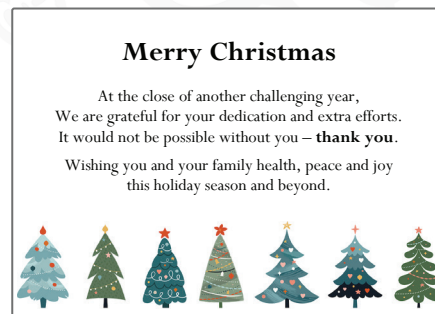 Merry Christmas
At the close of another challenging year,
We are grateful for your dedication and extra efforts.
It would not be possible without you – thank you.
Wishing you and your family health, peace and joy
this holiday season and beyond.